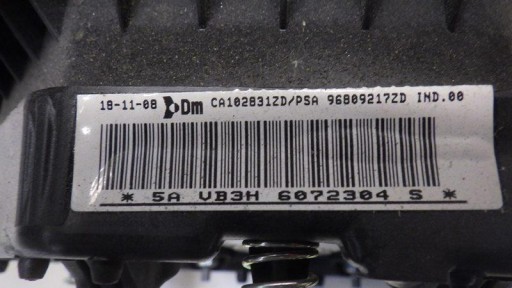 18-11-08 Dm CA102831ZD/PSA 96809217ZD IND.00
* 5A VB3H 6072304 S *